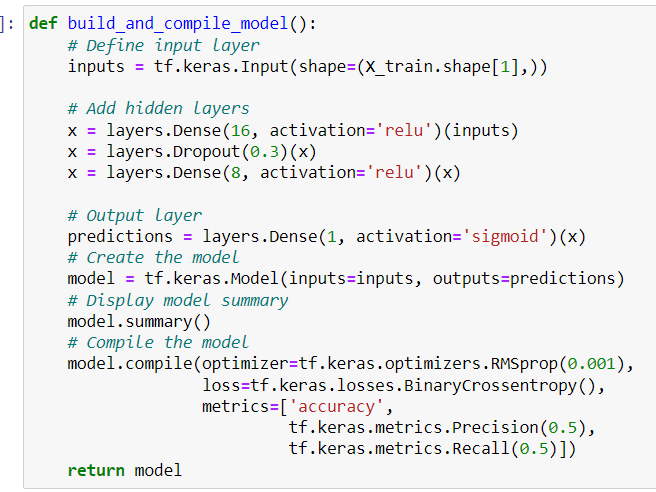 ]: def build_and_compile_model():
    # Define input layer
    inputs = tf.keras.Input(shape=(X_train.shape[1],))

    # Add hidden layers
    x = layers.Dense(16, activation='relu')(inputs)
    x = layers.Dropout(0.3)(x)
    x = layers.Dense(8, activation='relu')(x)

    # Output layer
    predictions = layers.Dense(1, activation='sigmoid')(x)
    # Create the model
    model = tf.keras.Model(inputs=inputs, outputs=predictions)
    # Display model summary
    model.summary()
    # Compile the model
    model.compile(optimizer=tf.keras.optimizers.RMSprop(0.001),
                  loss=tf.keras.losses.BinaryCrossentropy(),
                  metrics=['accuracy',
                           tf.keras.metrics.Precision(0.5),
                           tf.keras.metrics.Recall(0.5)])
    return model